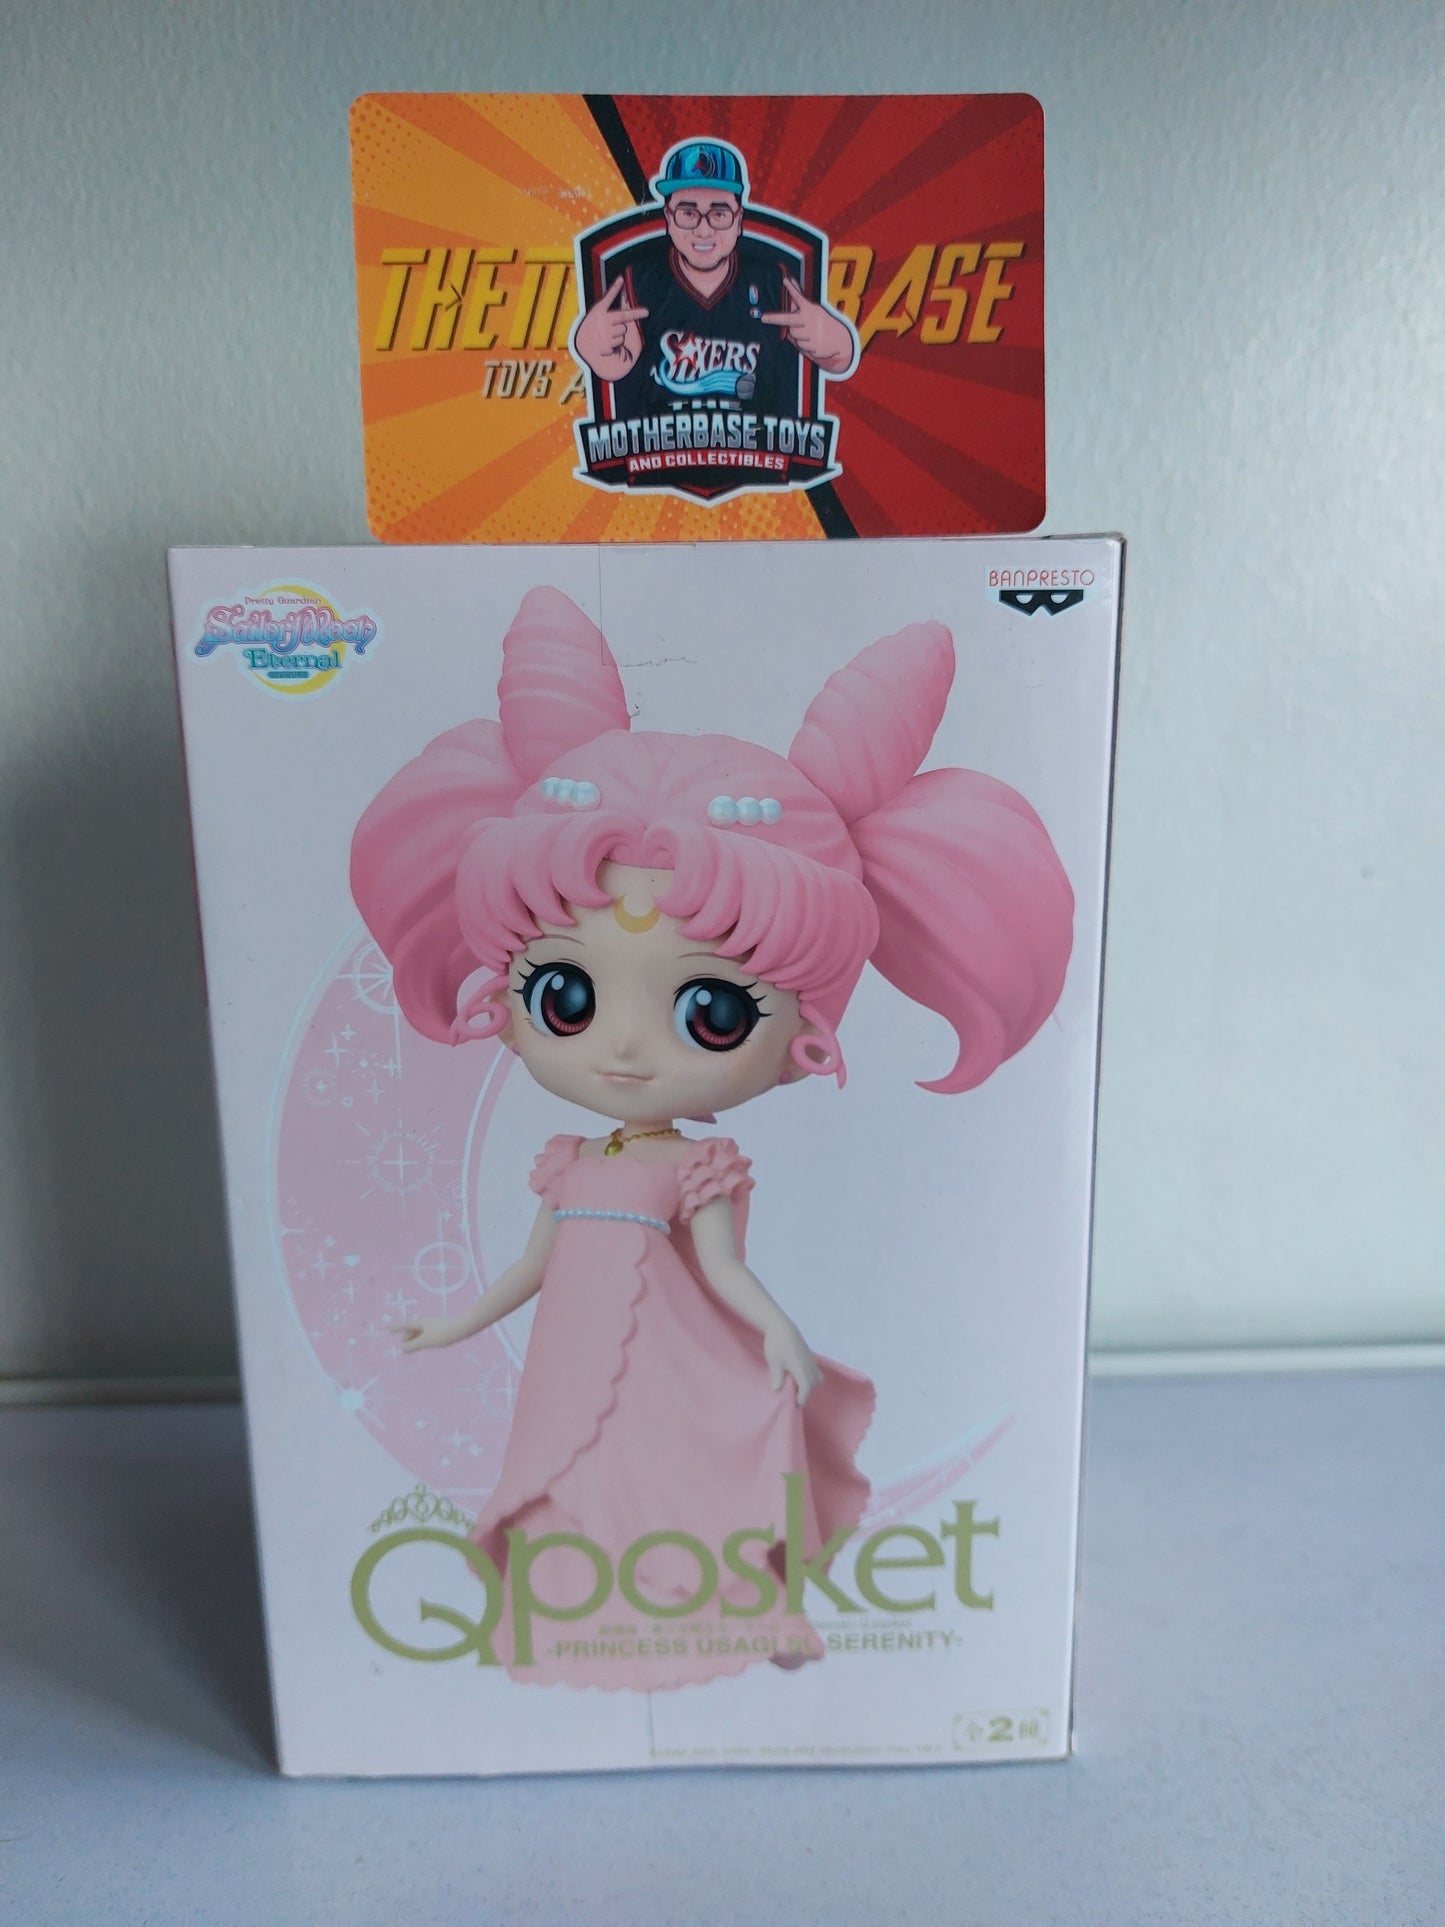 THE M BASE
TOYS A
SIXERS
THE
MOTHERBASE TOYS
AND COLLECTIBLES
BANPRESTO
Pretty Guardian
Sailor Moon
Eternal
Qposket
-PRINCESS USAGI SL SERENITY-
全2種